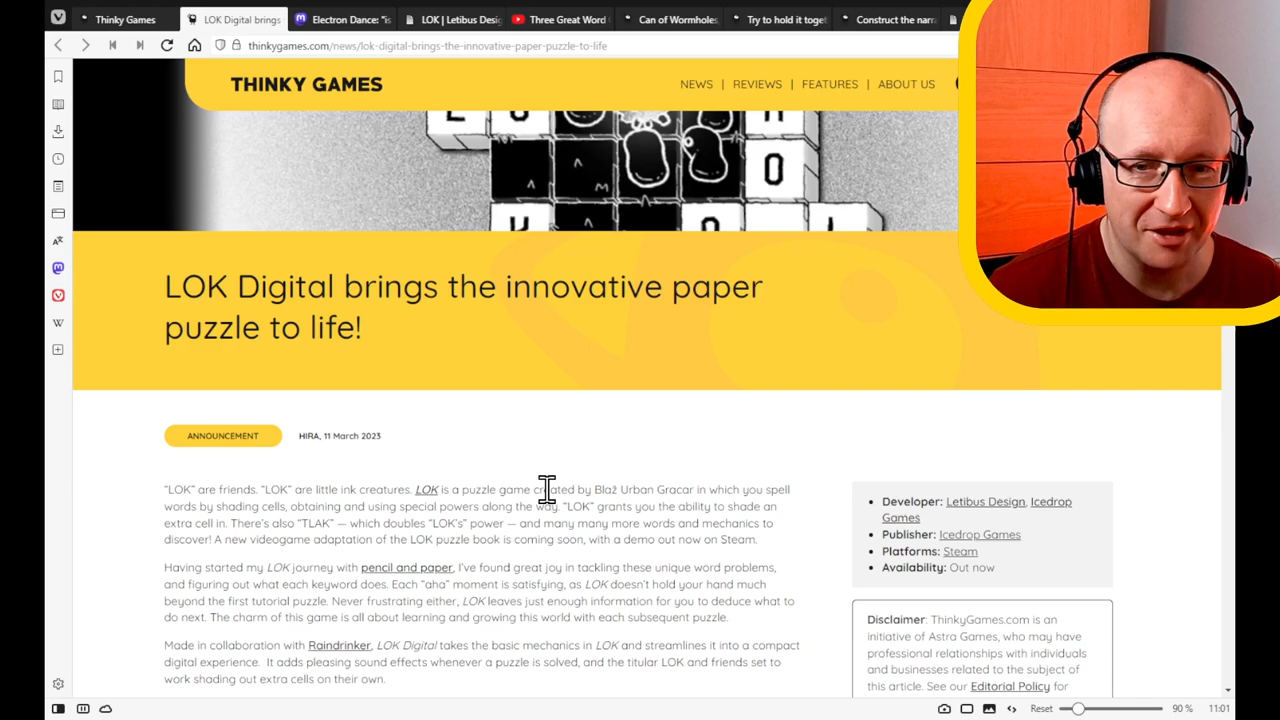 Thinky Games
LOK Digital brings
Electron Dance: "is
LOK | Letibus Desig
Three Great Word
Can of Wormholes
Try to hold it toget
Construct the narra
thinkygames.com/news/lok-digital-brings-the-innovative-paper-puzzle-to-life
THINKY GAMES
NEWS | REVIEWS | FEATURES | ABOUT US
O
K O L
LOK Digital brings the innovative paper
puzzle to life!
ANNOUNCEMENT
HIRA, 11 March 2023
"LOK" are friends. "LOK" are little ink creatures. LOK is a puzzle game created by Blaž Urban Gracar in which you spell
words by shading cells, obtaining and using special powers along the way. "LOK" grants you the ability to shade an
extra cell in. There's also "TLAK" — which doubles "LOK's" power — and many many more words and mechanics to
discover! A new videogame adaptation of the LOK puzzle book is coming soon, with a demo out now on Steam.
Having started my LOK journey with pencil and paper, I've found great joy in tackling these unique word problems,
and figuring out what each keyword does. Each "aha" moment is satisfying, as LOK doesn't hold your hand much
beyond the first tutorial puzzle. Never frustrating either, LOK leaves just enough information for you to deduce what to
do next. The charm of this game is all about learning and growing this world with each subsequent puzzle.
Made in collaboration with Raindrinker, LOK Digital takes the basic mechanics in LOK and streamlines it into a compact
digital experience. It adds pleasing sound effects whenever a puzzle is solved, and the titular LOK and friends set to
work shading out extra cells on their own.
Developer: Letibus Design, Icedrop
Games
Publisher: Icedrop Games
Platforms: Steam
Availability: Out now
Disclaimer: ThinkyGames.com is an
initiative of Astra Games, who may have
professional relationships with individuals
and businesses related to the subject of
this article. See our Editorial Policy for
Reset
90 %
11:01